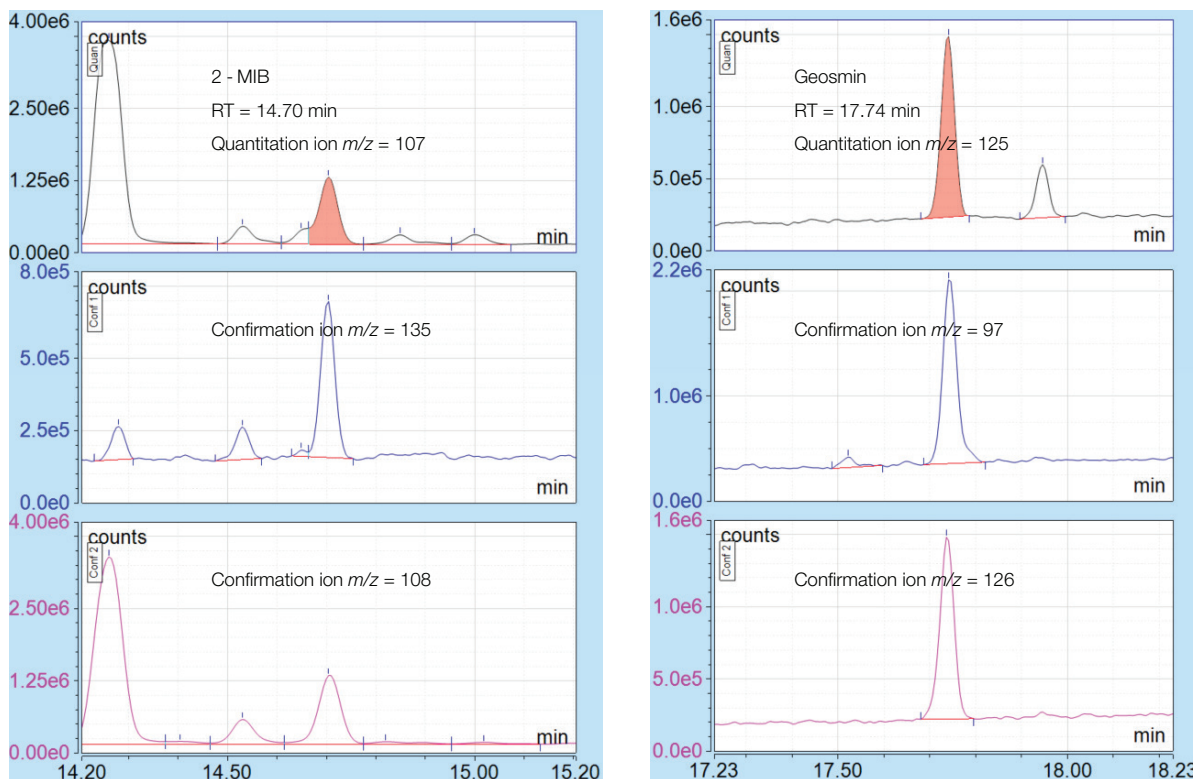 4.00e6
counts
Quan
2 - MIB
RT = 14.70 min
Quantitation ion m/z = 107
2.50e6
1.25e6
0.00e0
min
8.0e5
counts
Conf 1
Confirmation ion m/z = 135
5.0e5
2.5e5
0.0e0
min
4.00e6
counts
Conf 2
Confirmation ion m/z = 108
2.50e6
1.25e6
0.00e0
min
14.20 14.50 15.00 15.20
1.6e6
counts
Quan
Geosmin
RT = 17.74 min
Quantitation ion m/z = 125
1.0e6
5.0e5
0.0e0
min
2.2e6
counts
Conf 1
Confirmation ion m/z = 97
1.0e6
0.0e0
min
1.6e6
counts
Conf 2
Confirmation ion m/z = 126
1.0e6
5.0e5
0.0e0
min
17.23 17.50 18.00 18.23